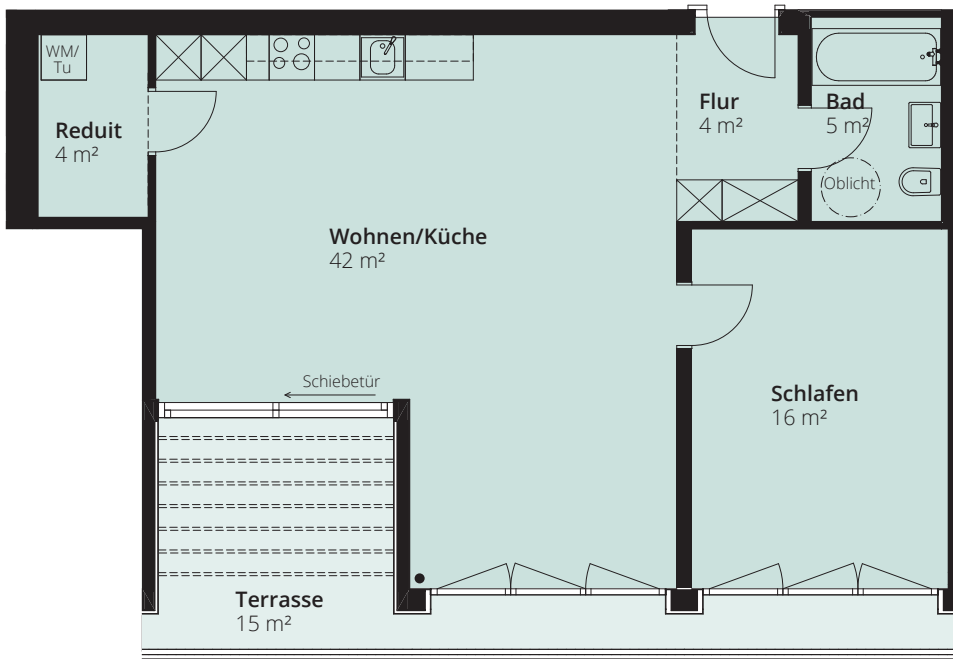 WM/
Tu
Reduit
4 m²
Flur
4 m²
Bad
5 m²
Oblicht
Wohnen/Küche
42 m²
Schiebetür
Schlafen
16 m²
Terrasse
15 m²